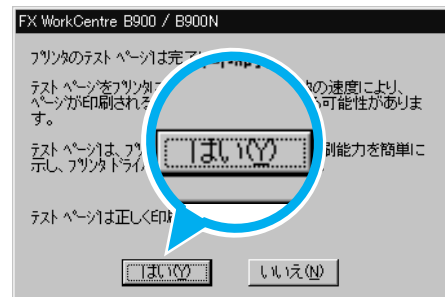 FX WorkCentre B900 / B900N
プリンタのテスト ページは完了
テスト ページをプリンタに の速度により、
ページが印刷される 可能性がありま
す。
テスト ページは、プリ 刷能力を簡単に
示し、プリンタ ドライ
はい(Y)
テスト ページは正しく印刷
はい(Y) いいえ(N)